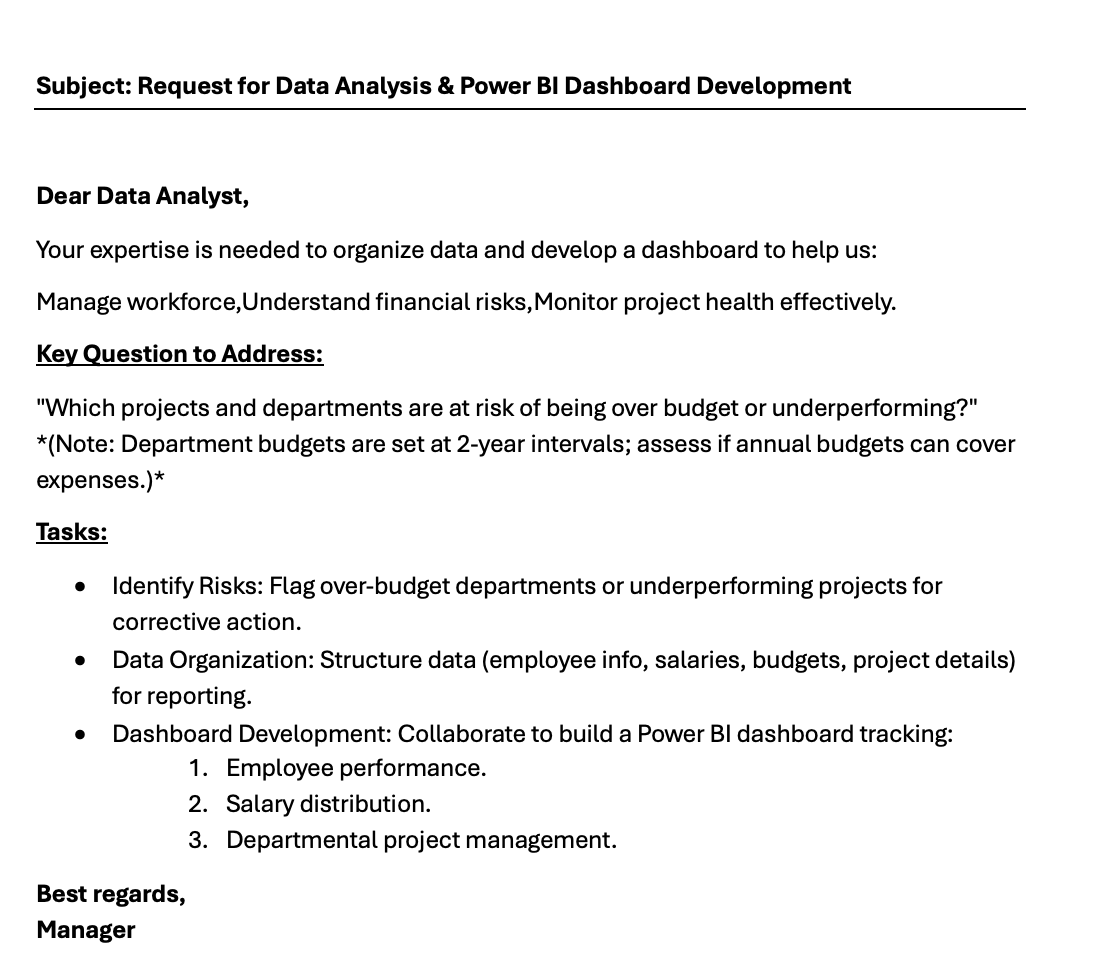 Subject: Request for Data Analysis & Power BI Dashboard Development
Dear Data Analyst,
Your expertise is needed to organize data and develop a dashboard to help us:
Manage workforce,Understand financial risks,Monitor project health effectively.
Key Question to Address:
"Which projects and departments are at risk of being over budget or underperforming?"
*(Note: Department budgets are set at 2-year intervals; assess if annual budgets can cover
expenses.)*
Tasks:
• Identify Risks: Flag over-budget departments or underperforming projects for
corrective action.
• Data Organization: Structure data (employee info, salaries, budgets, project details)
for reporting.
• Dashboard Development: Collaborate to build a Power BI dashboard tracking:
1. Employee performance.
2. Salary distribution.
3. Departmental project management.
Best regards,
Manager